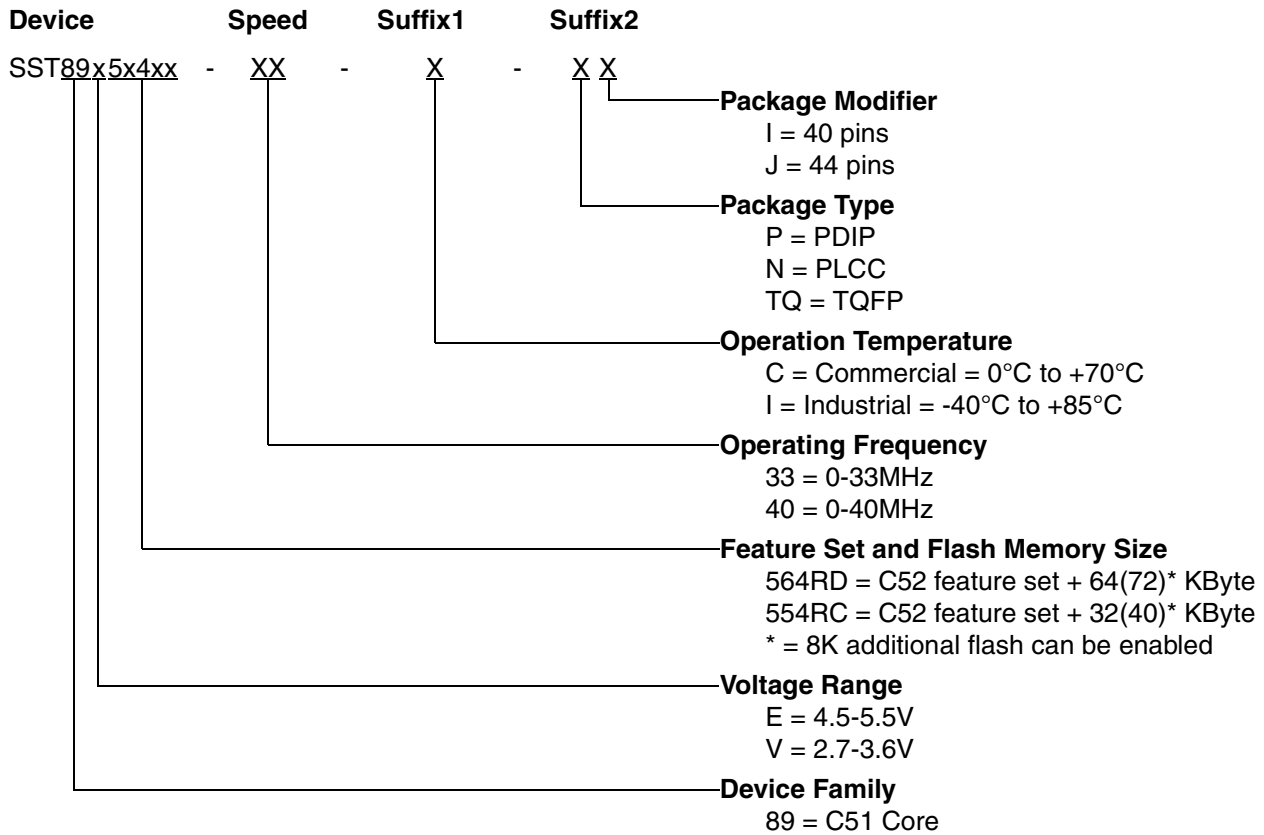 Device Speed Suffix1 Suffix2
SST89x5x4xx - XX - X - X X
Package Modifier
I = 40 pins
J = 44 pins
Package Type
P = PDIP
N = PLCC
TQ = TQFP
Operation Temperature
C = Commercial = 0°C to +70°C
I = Industrial = -40°C to +85°C
Operating Frequency
33 = 0-33MHz
40 = 0-40MHz
Feature Set and Flash Memory Size
564RD = C52 feature set + 64(72)* KByte
554RC = C52 feature set + 32(40)* KByte
* = 8K additional flash can be enabled
Voltage Range
E = 4.5-5.5V
V = 2.7-3.6V
Device Family
89 = C51 Core